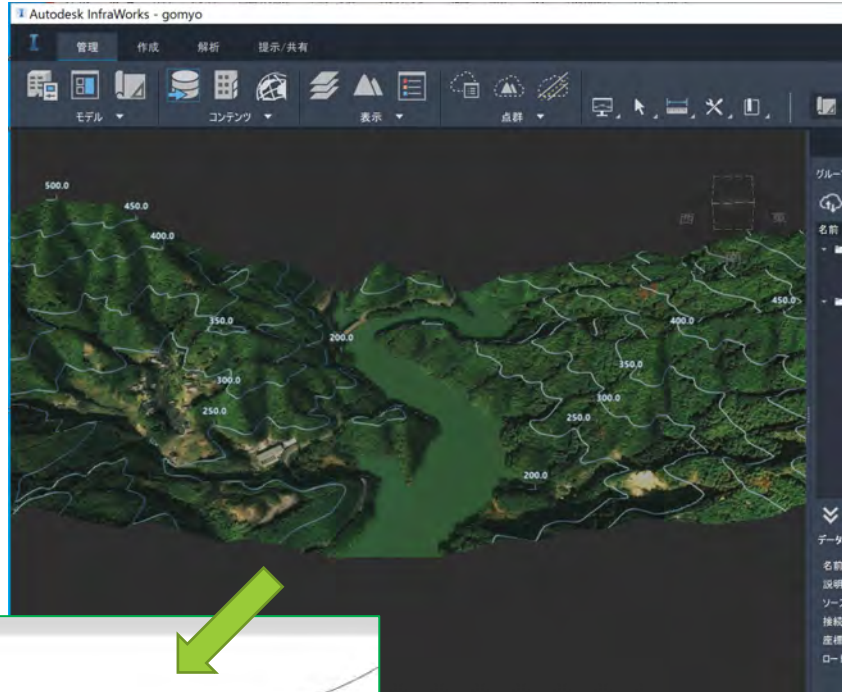 Autodesk InfraWorks - gomyo
管理 作成 解析 提示/共有
モデル コンテンツ 表示 点群
グルー
名前
西 東
500.0
450.0
400.0
350.0
300.0
250.0
200.0
450.0
400.0
350.0
300.0
250.0
200.0
データ
名前
説明
ソー
接続
座標
ロー